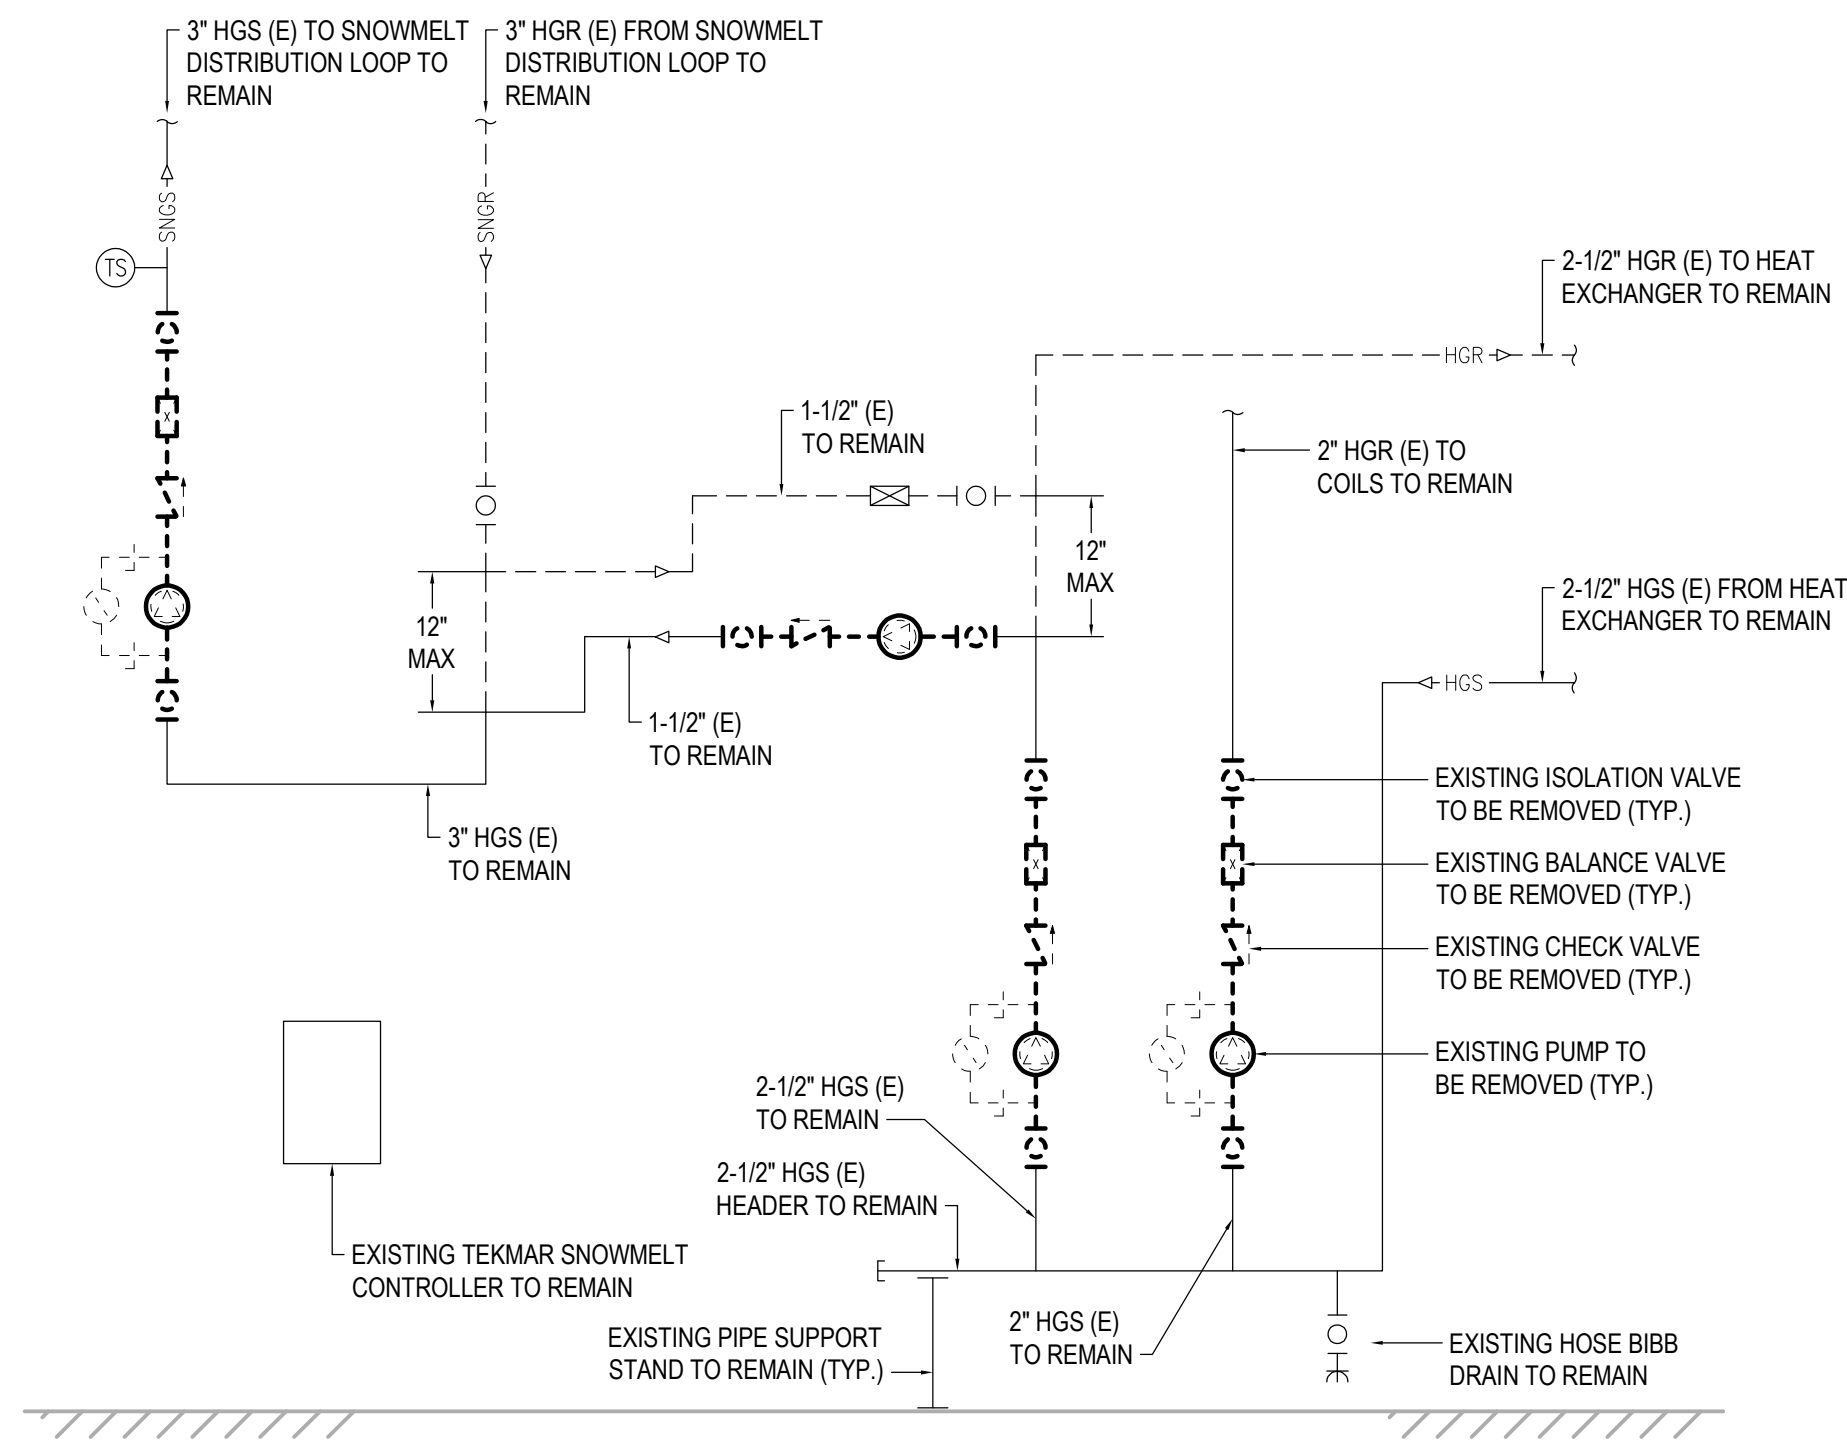 3" HGS (E) TO SNOWMELT
DISTRIBUTION LOOP TO
REMAIN
3" HGR (E) FROM SNOWMELT
DISTRIBUTION LOOP TO
REMAIN
SNGS
SNGR
TS
2-1/2" HGR (E) TO HEAT
EXCHANGER TO REMAIN
HGR
1-1/2" (E)
TO REMAIN
2" HGR (E) TO
COILS TO REMAIN
X
12"
MAX
12"
MAX
2-1/2" HGS (E) FROM HEAT
EXCHANGER TO REMAIN
HGS
1-1/2" (E)
TO REMAIN
3" HGS (E)
TO REMAIN
EXISTING ISOLATION VALVE
TO BE REMOVED (TYP.)
X
X
EXISTING BALANCE VALVE
TO BE REMOVED (TYP.)
EXISTING CHECK VALVE
TO BE REMOVED (TYP.)
EXISTING PUMP TO
BE REMOVED (TYP.)
2-1/2" HGS (E)
TO REMAIN
2-1/2" HGS (E)
HEADER TO REMAIN
EXISTING TEKMAR SNOWMELT
CONTROLLER TO REMAIN
EXISTING PIPE SUPPORT
STAND TO REMAIN (TYP.)
2" HGS (E)
TO REMAIN
EXISTING HOSE BIBB
DRAIN TO REMAIN